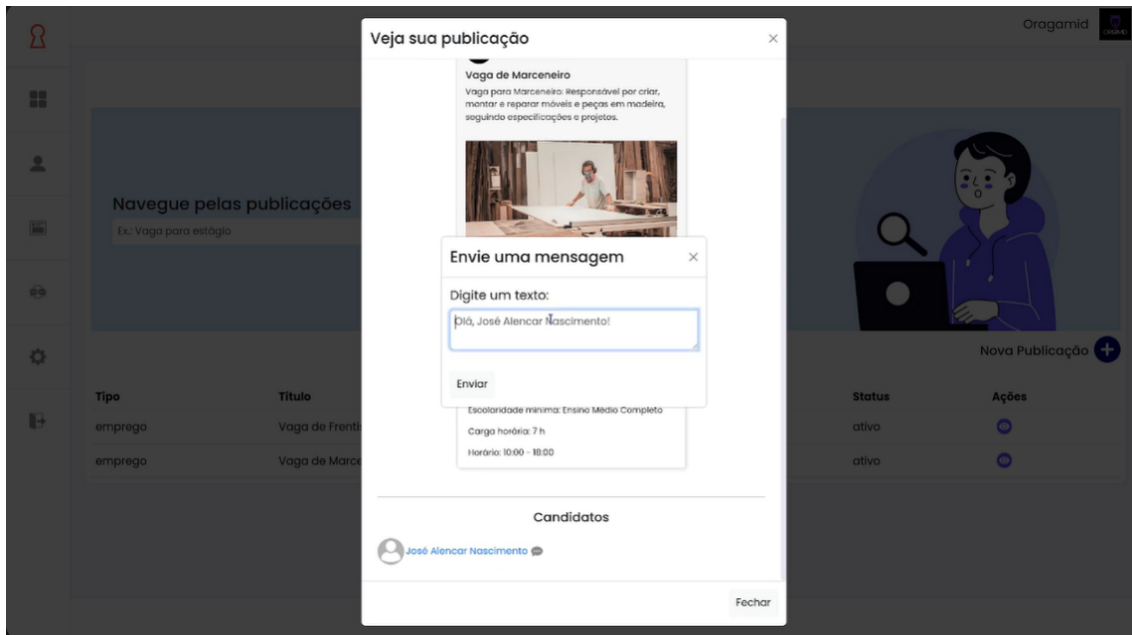 Oragamid
Veja sua publicação
Vaga de Marceneiro
Vaga para Marceneiro: Responsável por criar,
montar e reparar móveis e peças em madeira,
seguindo especificações e projetos.
Navegue pelas publicações
Ex.: Vaga para estágio
Envie uma mensagem
Digite um texto:
Olá, José Alencar Nascimento!
Enviar
Nova Publicação
Tipo Título Status Ações
Escolaridade mínima: Ensino Médio Completo
emprego Vaga de Frenti ativo
Carga horária: 7 h
Horário: 10:00 - 18:00
emprego Vaga de Marce ativo
Candidatos
José Alencar Nascimento
Fechar